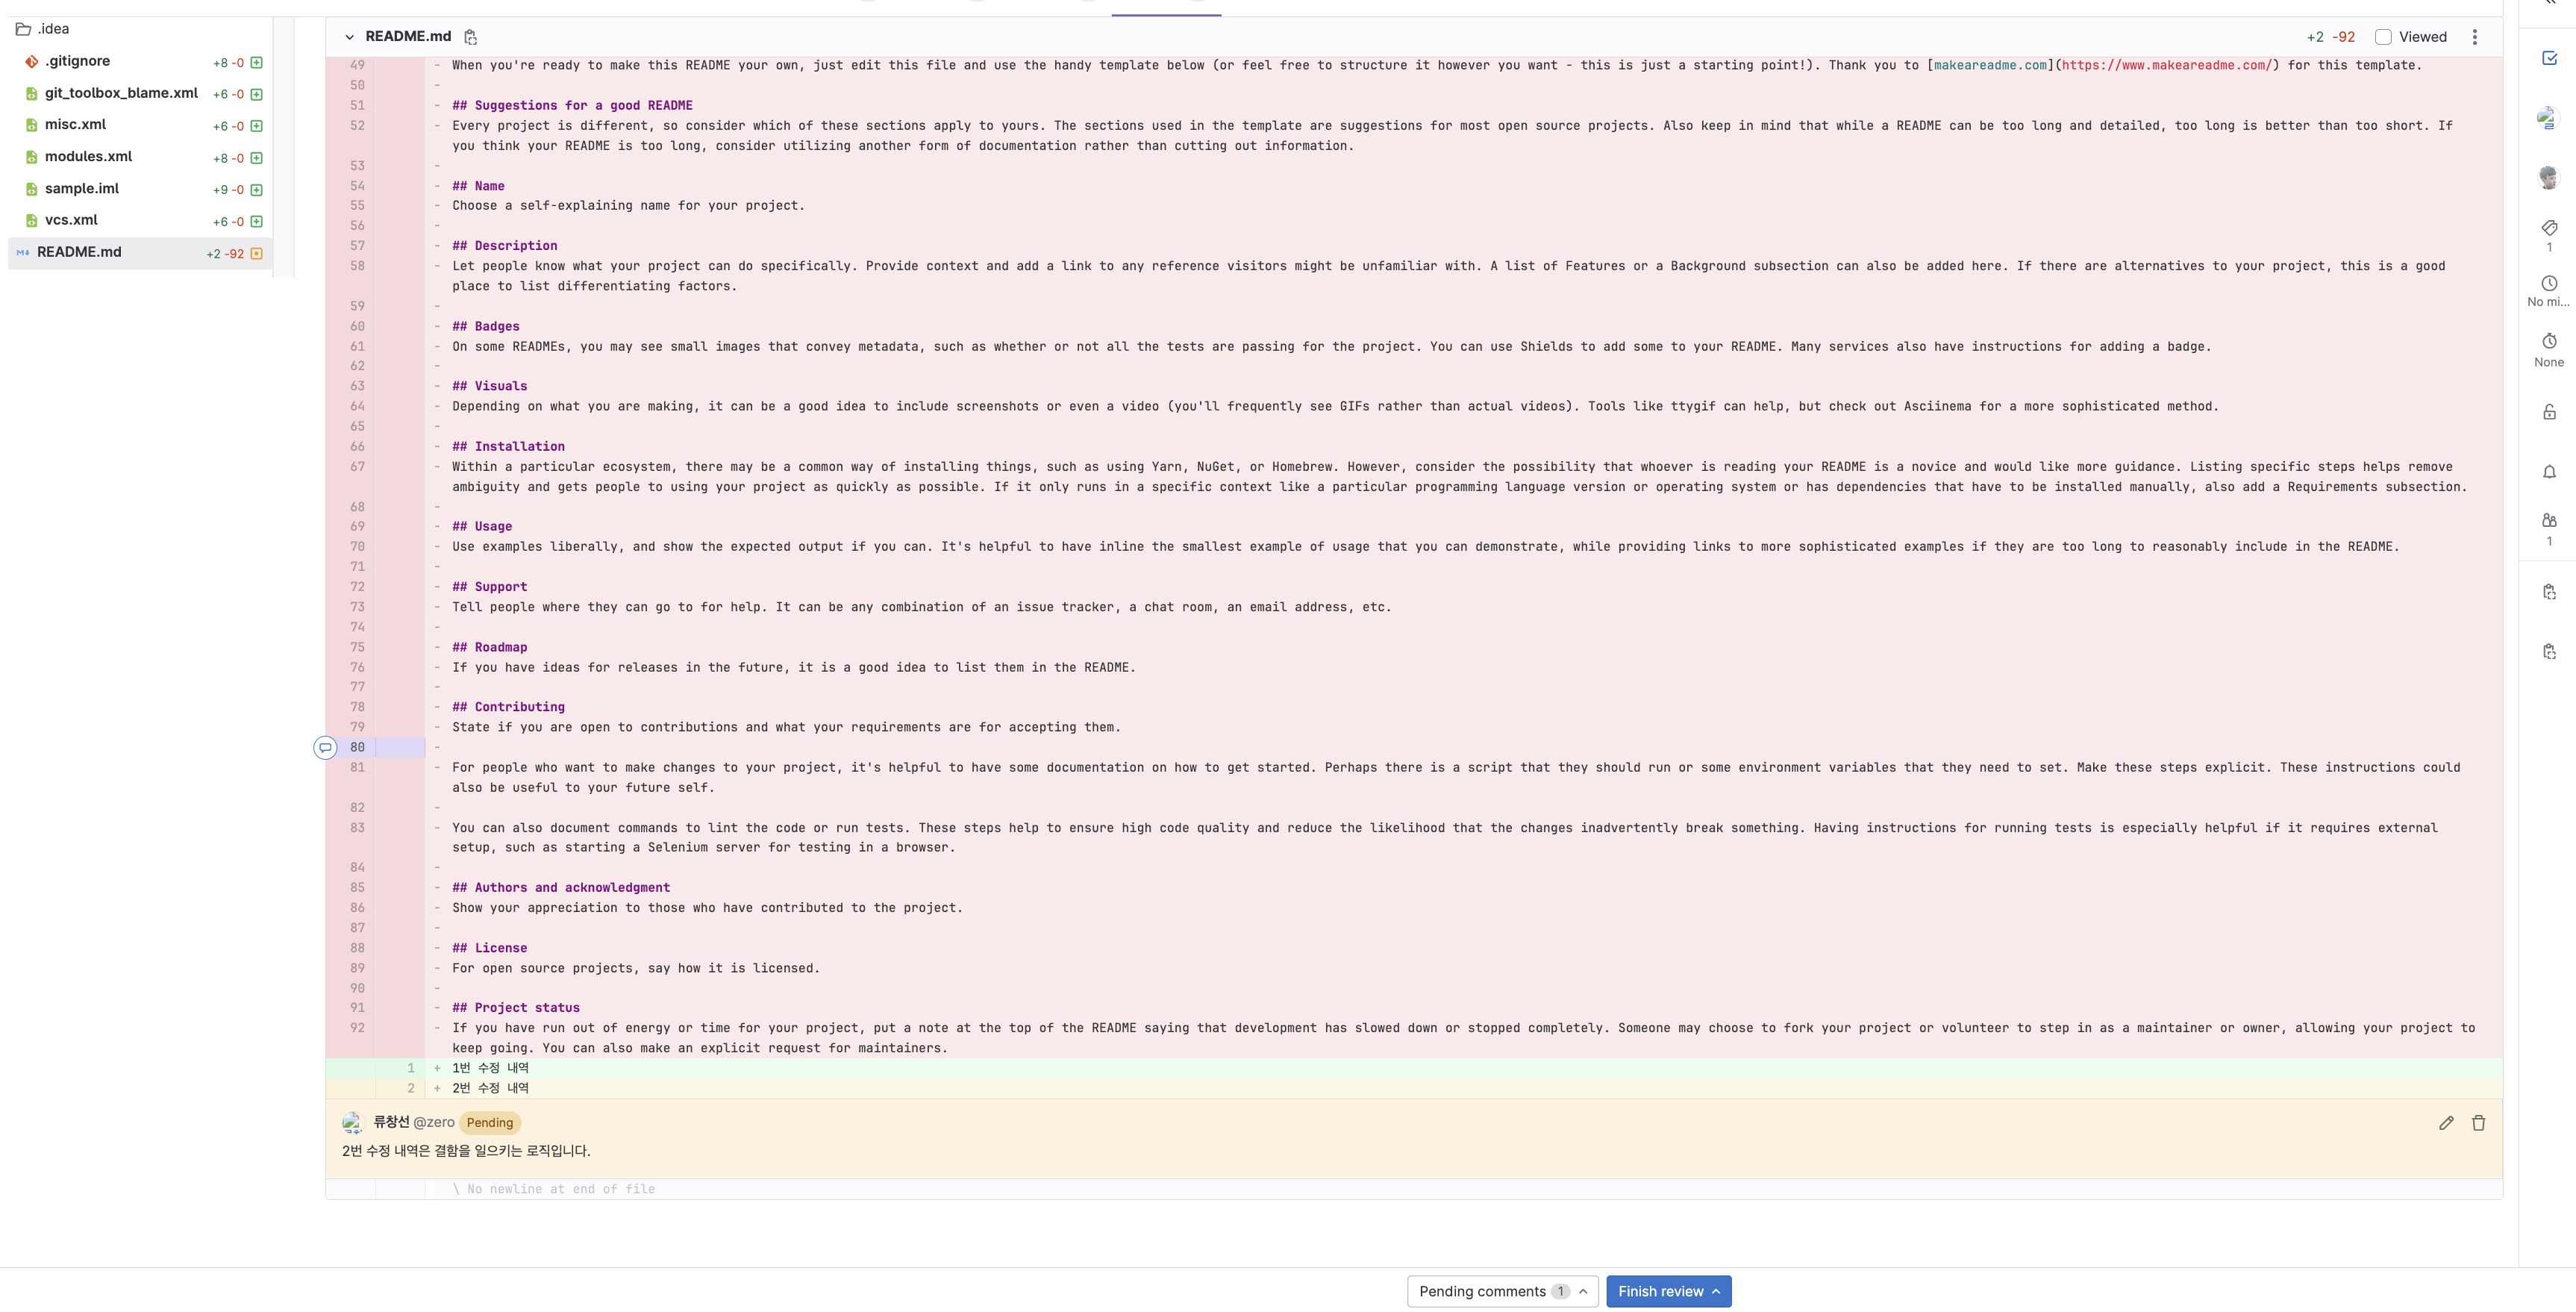 .idea
.gitignore +8 -0
git_toolbox_blame.xml +6 -0
misc.xml +6 -0
modules.xml +8 -0
sample.iml +9 -0
vcs.xml +6 -0
README.md +2 -92
README.md +2 -92 Viewed
49 - When you're ready to make this README your own, just edit this file and use the handy template below (or feel free to structure it however you want - this is just a starting point!). Thank you to [makeareadme.com](https://www.makeareadme.com/) for this template.
50 -
51 - ## Suggestions for a good README
52 - Every project is different, so consider which of these sections apply to yours. The sections used in the template are suggestions for most open source projects. Also keep in mind that while a README can be too long and detailed, too long is better than too short. If
you think your README is too long, consider utilizing another form of documentation rather than cutting out information.
53 -
54 - ## Name
55 - Choose a self-explaining name for your project.
56 -
57 - ## Description
58 - Let people know what your project can do specifically. Provide context and add a link to any reference visitors might be unfamiliar with. A list of Features or a Background subsection can also be added here. If there are alternatives to your project, this is a good
place to list differentiating factors.
59 -
60 - ## Badges
61 - On some READMEs, you may see small images that convey metadata, such as whether or not all the tests are passing for the project. You can use Shields to add some to your README. Many services also have instructions for adding a badge.
62 -
63 - ## Visuals
64 - Depending on what you are making, it can be a good idea to include screenshots or even a video (you'll frequently see GIFs rather than actual videos). Tools like ttygif can help, but check out Asciinema for a more sophisticated method.
65 -
66 - ## Installation
67 - Within a particular ecosystem, there may be a common way of installing things, such as using Yarn, NuGet, or Homebrew. However, consider the possibility that whoever is reading your README is a novice and would like more guidance. Listing specific steps helps remove
ambiguity and gets people to using your project as quickly as possible. If it only runs in a specific context like a particular programming language version or operating system or has dependencies that have to be installed manually, also add a Requirements subsection.
68 -
69 - ## Usage
70 - Use examples liberally, and show the expected output if you can. It's helpful to have inline the smallest example of usage that you can demonstrate, while providing links to more sophisticated examples if they are too long to reasonably include in the README.
71 -
72 - ## Support
73 - Tell people where they can go to for help. It can be any combination of an issue tracker, a chat room, an email address, etc.
74 -
75 - ## Roadmap
76 - If you have ideas for releases in the future, it is a good idea to list them in the README.
77 -
78 - ## Contributing
79 - State if you are open to contributions and what your requirements are for accepting them.
80 -
81 - For people who want to make changes to your project, it's helpful to have some documentation on how to get started. Perhaps there is a script that they should run or some environment variables that they need to set. Make these steps explicit. These instructions could
also be useful to your future self.
82 -
83 - You can also document commands to lint the code or run tests. These steps help to ensure high code quality and reduce the likelihood that the changes inadvertently break something. Having instructions for running tests is especially helpful if it requires external
setup, such as starting a Selenium server for testing in a browser.
84 -
85 - ## Authors and acknowledgment
86 - Show your appreciation to those who have contributed to the project.
87 -
88 - ## License
89 - For open source projects, say how it is licensed.
90 -
91 - ## Project status
92 - If you have run out of energy or time for your project, put a note at the top of the README saying that development has slowed down or stopped completely. Someone may choose to fork your project or volunteer to step in as a maintainer or owner, allowing your project to
keep going. You can also make an explicit request for maintainers.
1 + 1번 수정 내역
2 + 2번 수정 내역
류창선 @zero Pending
2번 수정 내역은 결함을 일으키는 로직입니다.
\ No newline at end of file
Pending comments 1
Finish review
1
No mi...
None
1